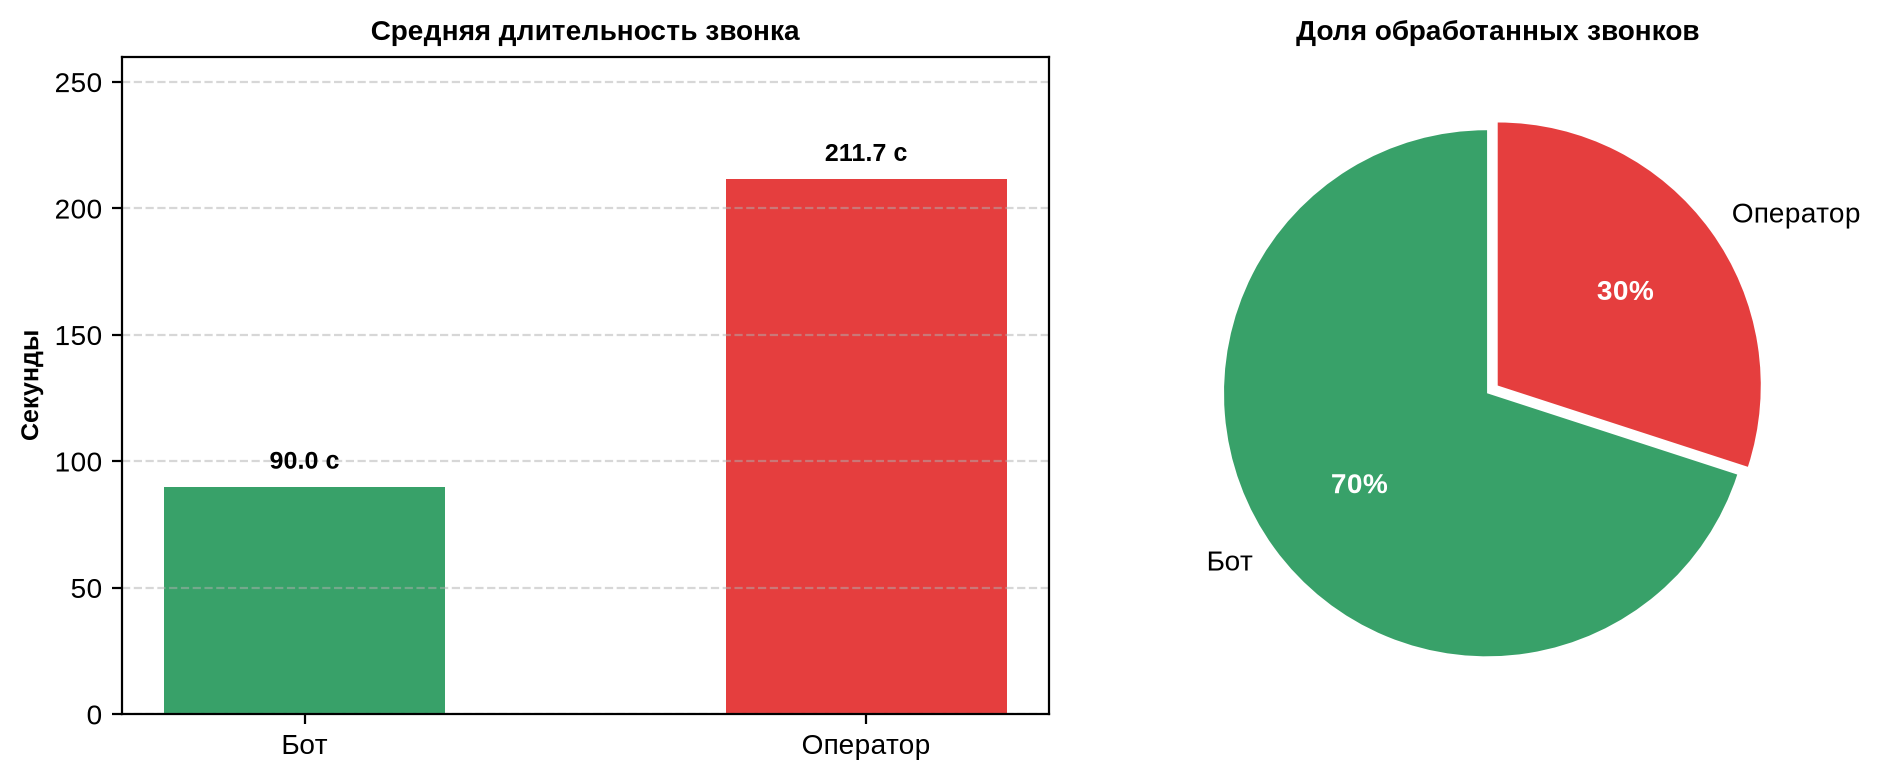 Средняя длительность звонка
Секунды
250
200
150
100
50
0
90.0 с
211.7 с
Бот
Оператор
Доля обработанных звонков
Оператор
30%
70%
Бот